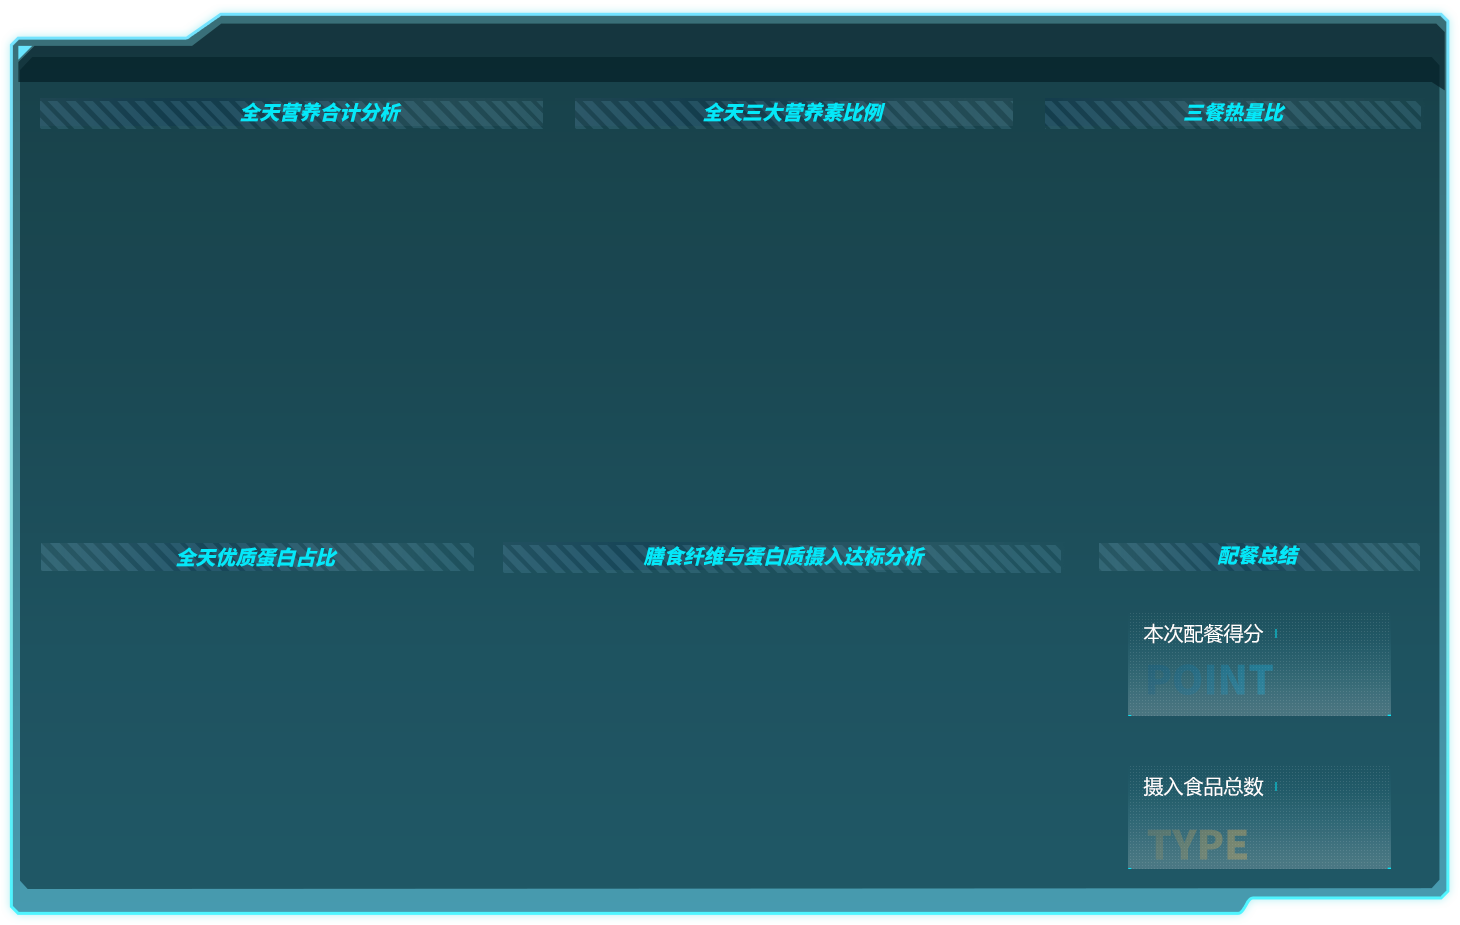 全天营养合计分析
全天三大营养素比例
三餐热量比
全天优质蛋白占比
膳食纤维与蛋白质摄入达标分析
配餐总结
本次配餐得分
POINT
摄入食品总数
TYPE